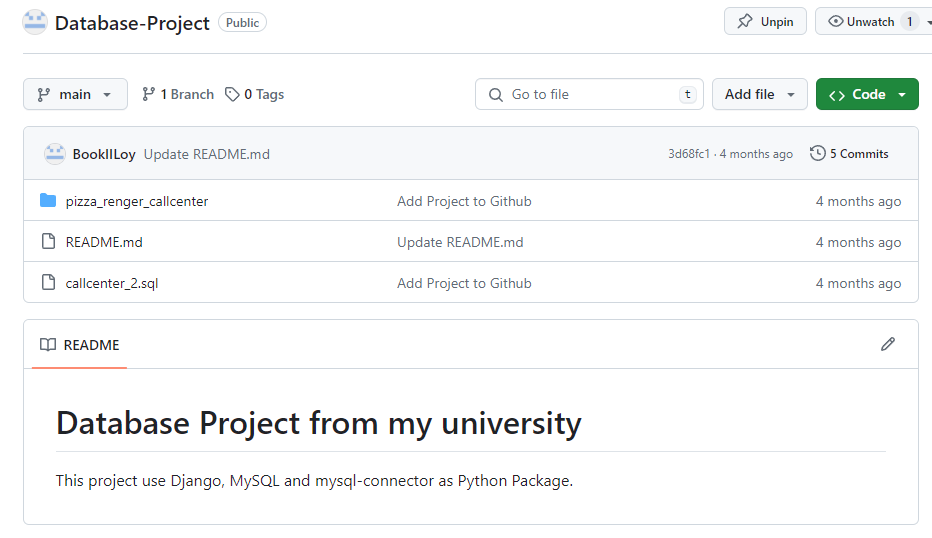 Database-Project Public Unpin Unwatch 1
main 1 Branch 0 Tags Go to file t Add file Code
BookIILoy Update README.md 3d68fc1 · 4 months ago 5 Commits
pizza_renger_callcenter Add Project to Github 4 months ago
README.md Update README.md 4 months ago
callcenter_2.sql Add Project to Github 4 months ago
README
Database Project from my university
This project use Django, MySQL and mysql-connector as Python Package.